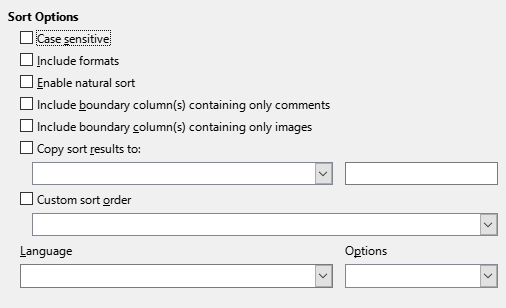 Sort Options
Case sensitive
Include formats
Enable natural sort
Include boundary column(s) containing only comments
Include boundary column(s) containing only images
Copy sort results to:
Custom sort order
Language Options